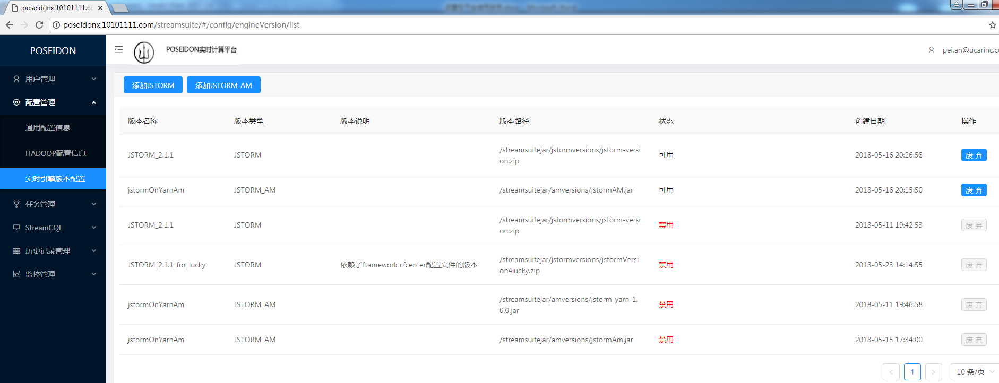 poseidonx.10101111.cc
poseidonx.10101111.com/streamsuite/#/config/engineVersion/list
POSEIDON
POSEIDON实时计算平台
pei.an@ucarinc.c
用户管理
配置管理
通用配置信息
HADOOP配置信息
实时引擎版本配置
任务管理
StreamCQL
历史记录管理
监控管理
添加JSTORM 添加JSTORM_AM
版本名称 版本类型 版本说明 版本路径 状态 创建日期 操作
JSTORM_2.1.1 JSTORM /streamsuitejar/jstormversions/jstorm-versi 可用 2018-05-16 20:26:58 废 弃
on.zip
jstormOnYarnAm JSTORM_AM /streamsuitejar/amversions/jstormAM.jar 可用 2018-05-16 20:15:50 废 弃
JSTORM_2.1.1 JSTORM /streamsuitejar/jstormversions/jstorm-versi 禁用 2018-05-11 19:42:53 废 弃
on.zip
JSTORM_2.1.1_for_lucky JSTORM 依赖了framework cfcenter配置文件的版本 /streamsuitejar/jstormversions/jstormVersi 禁用 2018-05-23 14:14:55 废 弃
on4lucky.zip
jstormOnYarnAm JSTORM_AM /streamsuitejar/amversions/jstorm-yarn-1. 禁用 2018-05-11 19:46:58 废 弃
0.0.jar
jstormOnYarnAm JSTORM_AM /streamsuitejar/amversions/jstormAm.jar 禁用 2018-05-15 17:34:00 废 弃
< 1 > 10 条/页